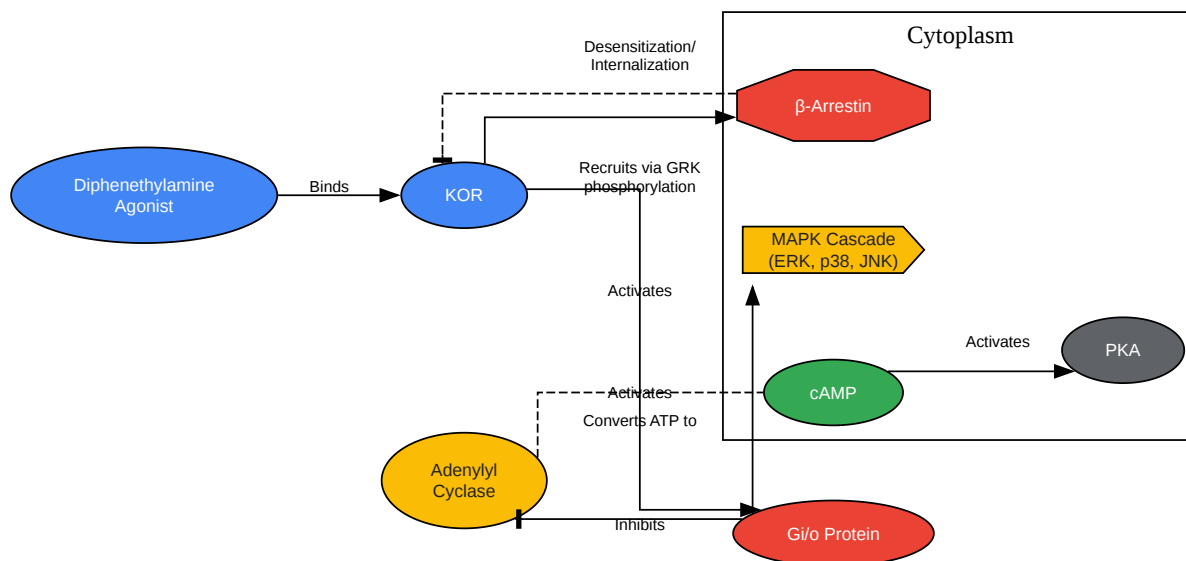 Cytoplasm
Desensitization/
Internalization
β-Arrestin
Recruits via GRK
phosphorylation
Diphenethylamine
Agonist
Binds
KOR
MAPK Cascade
(ERK, p38, JNK)
Activates
Activates
PKA
Activates
cAMP
Converts ATP to
Adenylyl
Cyclase
Inhibits
Gi/o Protein